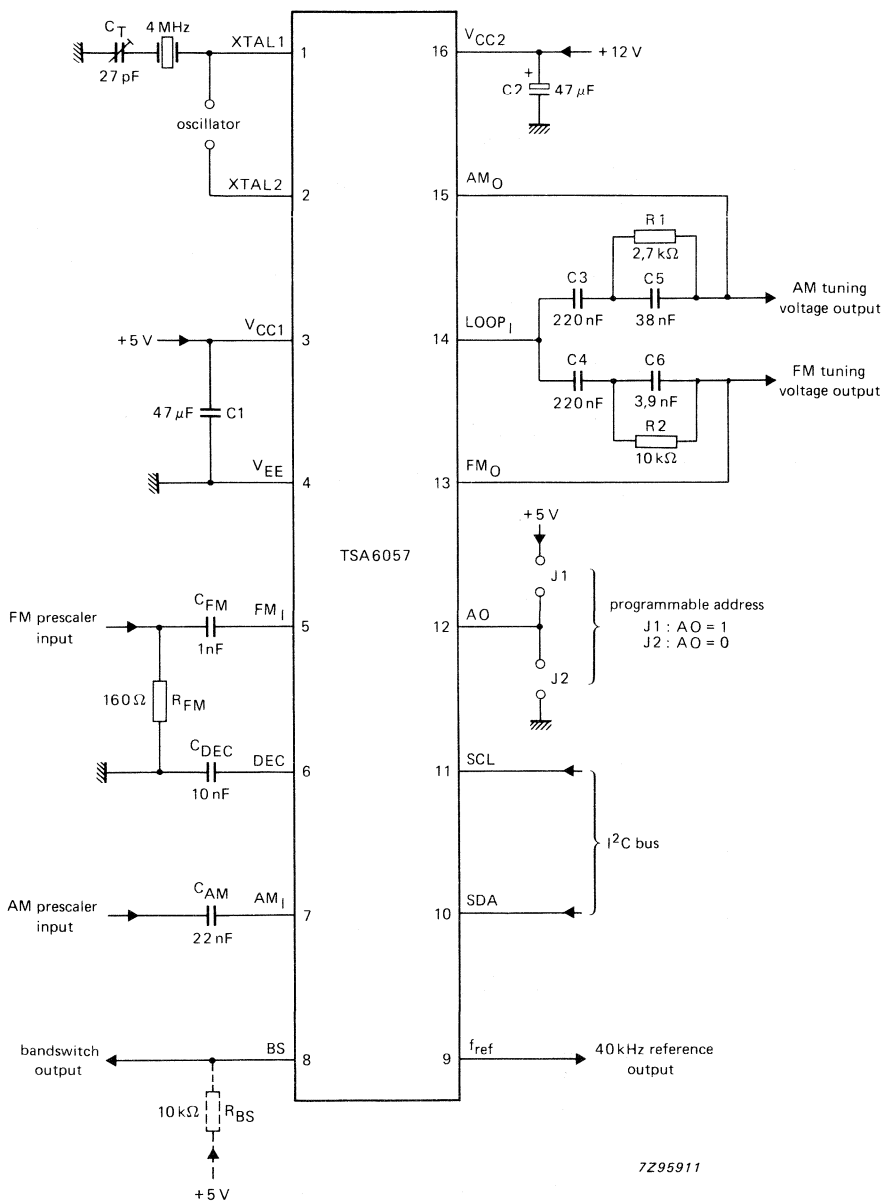 C_T
4 MHz
XTAL1
27 pF
1
oscillator
XTAL2
2
V_CC1
+5 V
3
47 µF
C1
V_EE
4
TSA6057
FM prescaler
input
C_FM
FM_I
1nF
5
160 Ω
R_FM
C_DEC
DEC
10 nF
6
AM prescaler
input
C_AM
AM_I
22 nF
7
bandswitch
output
BS
8
10 kΩ
R_BS
+5 V
V_CC2
16
+12 V
+
C2
47 µF
AM_O
15
R1
2,7 kΩ
C3
C5
220 nF
38 nF
AM tuning
voltage output
LOOP_I
14
C4
C6
220 nF
3,9 nF
FM tuning
voltage output
R2
10 kΩ
FM_O
13
+5 V
J1
AO
12
programmable address
J1 : AO = 1
J2 : AO = 0
J2
SCL
11
I²C bus
SDA
10
f_ref
9
40 kHz reference
output
7Z95911